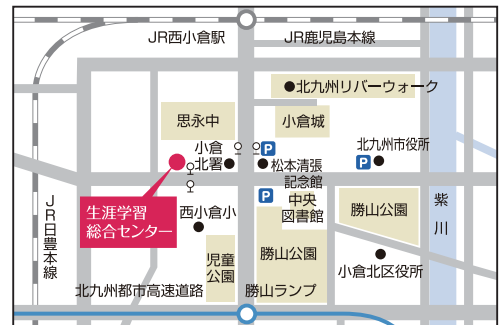 JR西小倉駅
JR鹿児島本線
北九州リバーウォーク
思永中
小倉城
小倉
北署
P
松本清張
記念館
北九州市役所
P
P
中央
図書館
生涯学習
総合センター
西小倉小
勝山公園
紫川
JR日豊本線
児童
公園
勝山公園
小倉北区役所
北九州都市高速道路
勝山ランプ